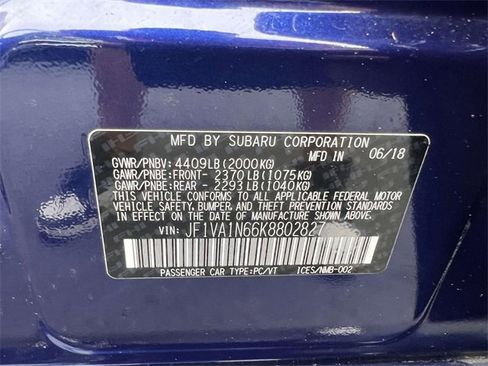 MFD BY SUBARU CORPORATION
MFD IN 06/18
GVWR/PNBV: 4409LB(2000KG)
GAWR/PNBE:FRONT- 2370LB(1075KG)
GAWR/PNBE:REAR - 2293LB(1040KG)
THIS VEHICLE CONFORMS TO ALL APPLICABLE FEDERAL MOTOR
VEHICLE SAFETY, BUMPER, AND THEFT PREVENTION STANDARDS
IN EFFECT ON THE DATE OF MANUFACTURE SHOWN ABOVE.
VIN: JF1VA1N66K8802827
PASSENGER CAR TYPE:PC/VT ICES/NMB-002